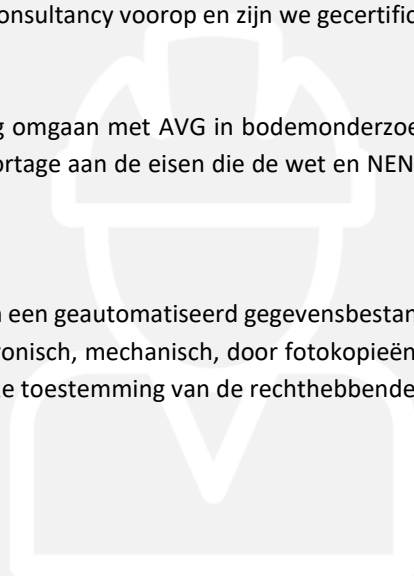 onsultancy voorop en zijn we gecertific
g omgaan met AVG in bodemonderzoe
ortage aan de eisen die de wet en NEN
een geautomatiseerd gegevensbestan
ronisch, mechanisch, door fotokopieën
e toestemming van de rechthebbende